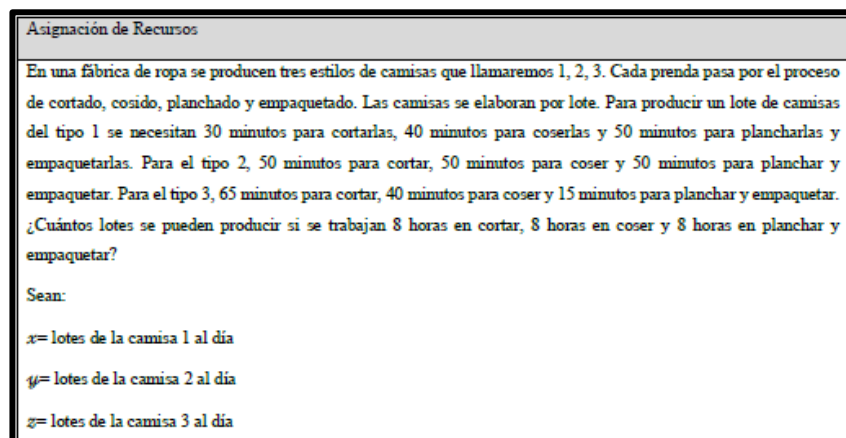 Asignación de Recursos
En una fábrica de ropa se producen tres estilos de camisas que llamaremos 1, 2, 3. Cada prenda pasa por el proceso
de cortado, cosido, planchado y empaquetado. Las camisas se elaboran por lote. Para producir un lote de camisas
del tipo 1 se necesitan 30 minutos para cortarlas, 40 minutos para coserlas y 50 minutos para plancharlas y
empaquetarlas. Para el tipo 2, 50 minutos para cortar, 50 minutos para coser y 50 minutos para planchar y
empaquetar. Para el tipo 3, 65 minutos para cortar, 40 minutos para coser y 15 minutos para planchar y empaquetar.
¿Cuántos lotes se pueden producir si se trabajan 8 horas en cortar, 8 horas en coser y 8 horas en planchar y
empaquetar?
Sean:
x= lotes de la camisa 1 al día
y= lotes de la camisa 2 al día
z= lotes de la camisa 3 al día